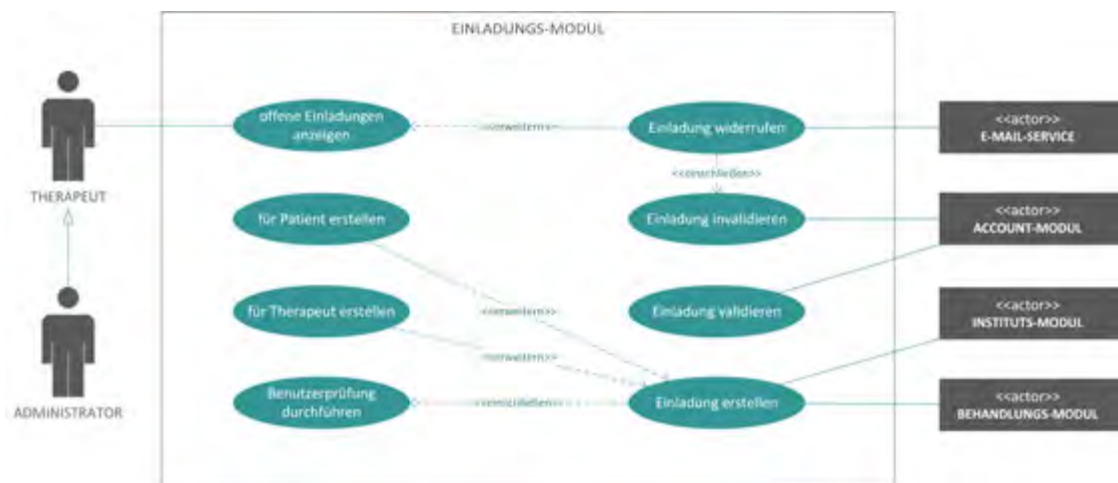 EINLADUNGS-MODUL
offene Einladungen
anzeigen
<<erweitern>>
Einladung widerrufen
<<actor>>
E-MAIL-SERVICE
<<einschließen>>
THERAPEUT
für Patient erstellen
Einladung invalidieren
<<actor>>
ACCOUNT-MODUL
für Therapeut erstellen
<<erweitern>>
Einladung validieren
<<actor>>
INSTITUTS-MODUL
<<erweitern>>
ADMINISTRATOR
Benutzerprüfung
durchführen
<<einschließen>>
Einladung erstellen
<<actor>>
BEHANDLUNGS-MODUL